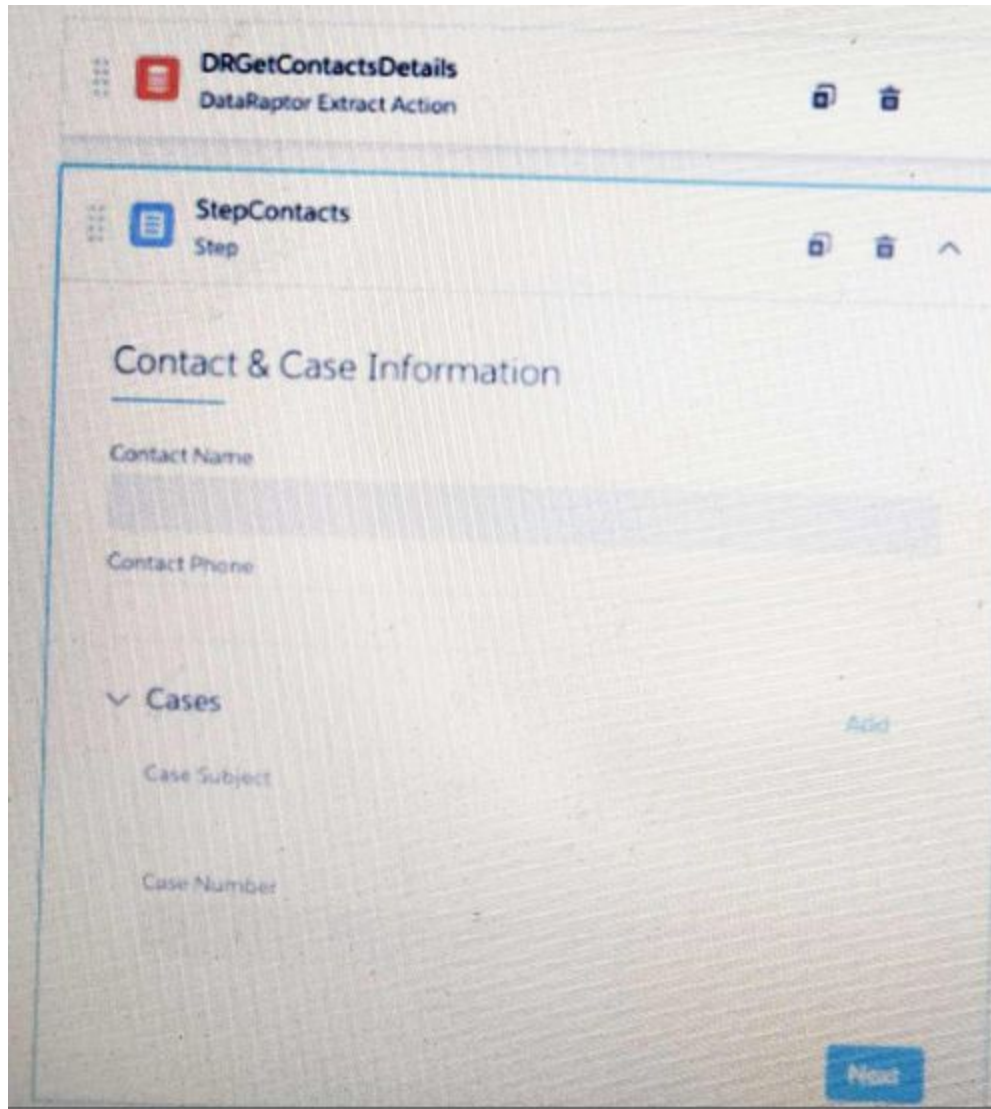 DRGetContactsDetails
DataRaptor Extract Action
StepContacts
Step
Contact & Case Information
Contact Name
Contact Phone
Cases
Add
Case Subject
Case Number
Next